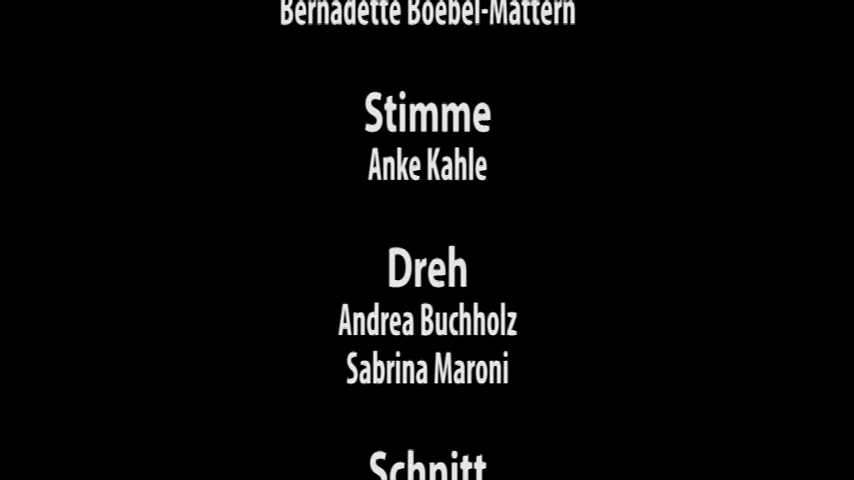 Bernadette Boebel-Mattern
Stimme
Anke Kahle
Dreh
Andrea Buchholz
Sabrina Maroni
Schnitt